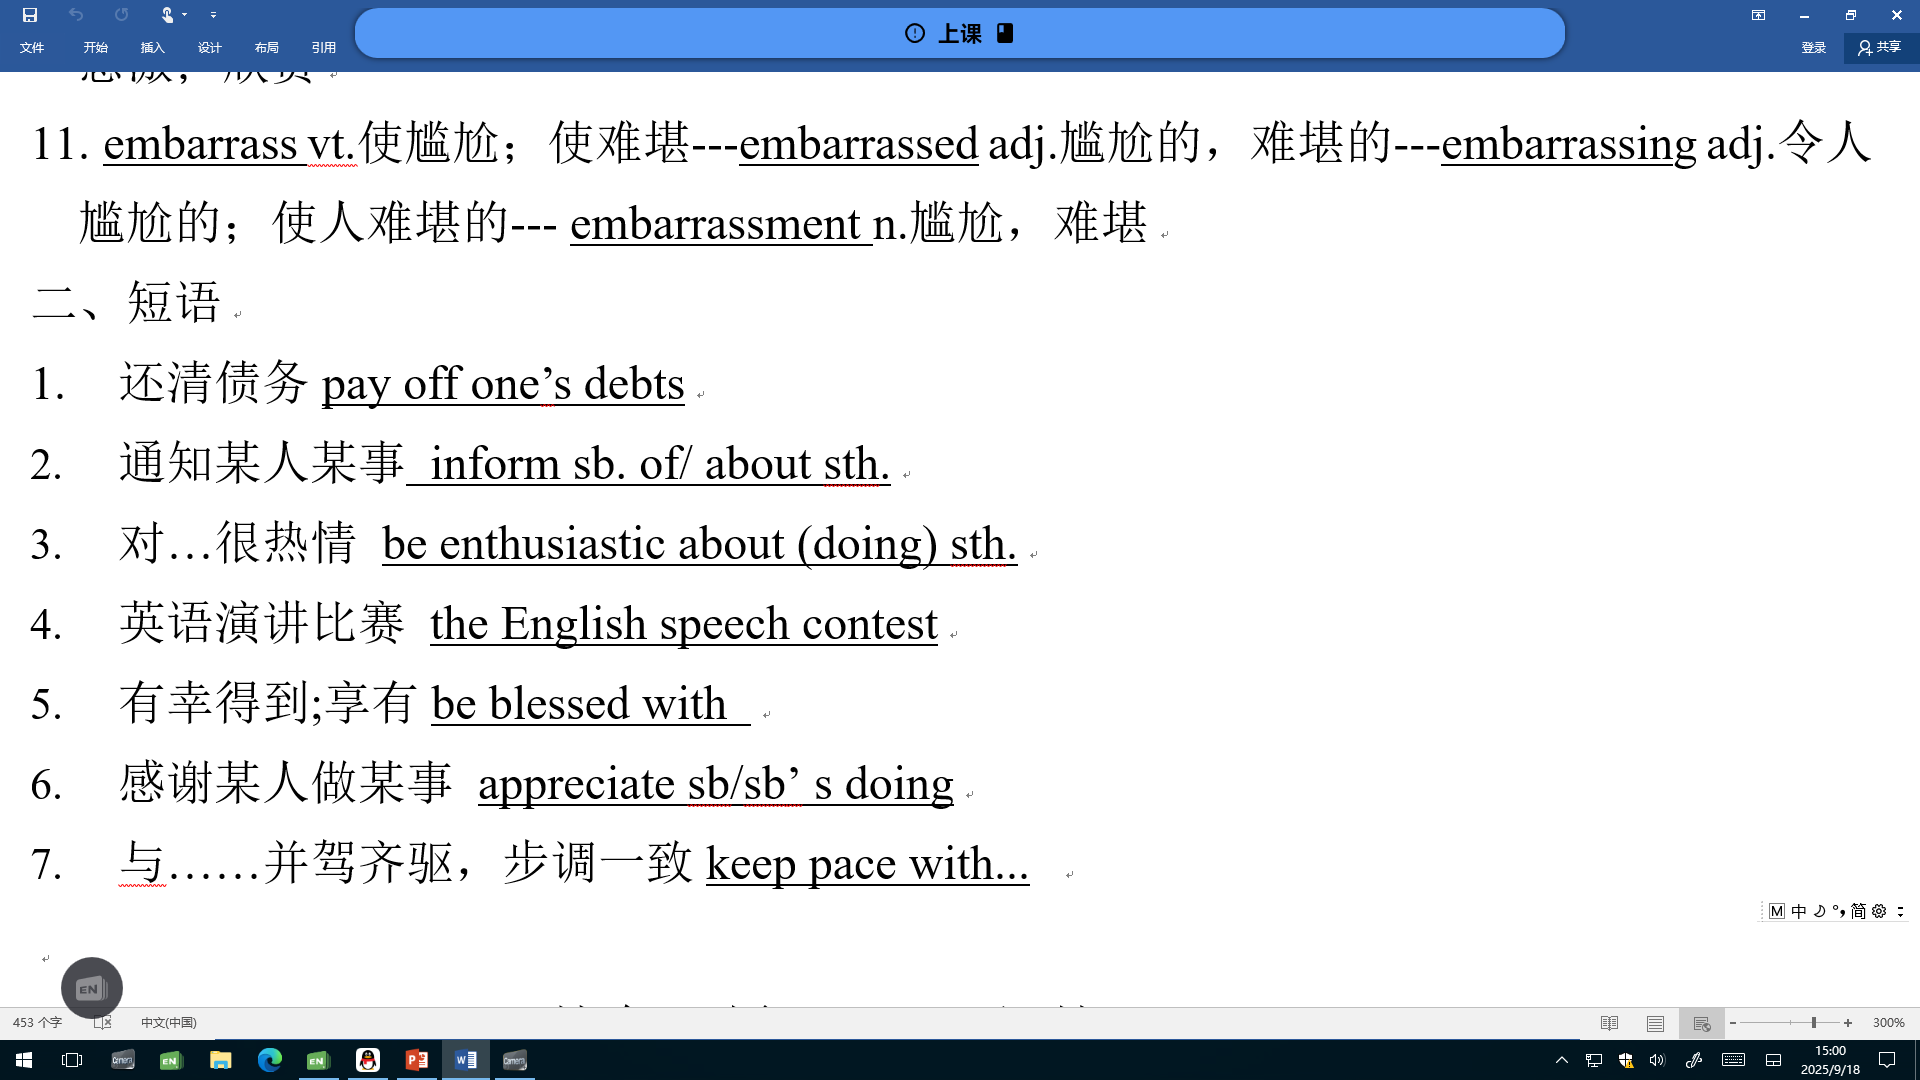 文件 开始 插入 设计 布局 引用 上课 登录 共享
11. embarrass vt.使尴尬；使难堪---embarrassed adj.尴尬的，难堪的---embarrassing adj.令人
尴尬的；使人难堪的--- embarrassment n.尴尬，难堪
二、短语
1. 还清债务 pay off one’s debts
2. 通知某人某事 inform sb. of/ about sth.
3. 对…很热情 be enthusiastic about (doing) sth.
4. 英语演讲比赛 the English speech contest
5. 有幸得到;享有 be blessed with
6. 感谢某人做某事 appreciate sb/sb’ s doing
7. 与……并驾齐驱，步调一致 keep pace with...
M 中 简
EN
453 个字 中文(中国) 300%
Camera EN EN Camera
15:00
2025/9/18